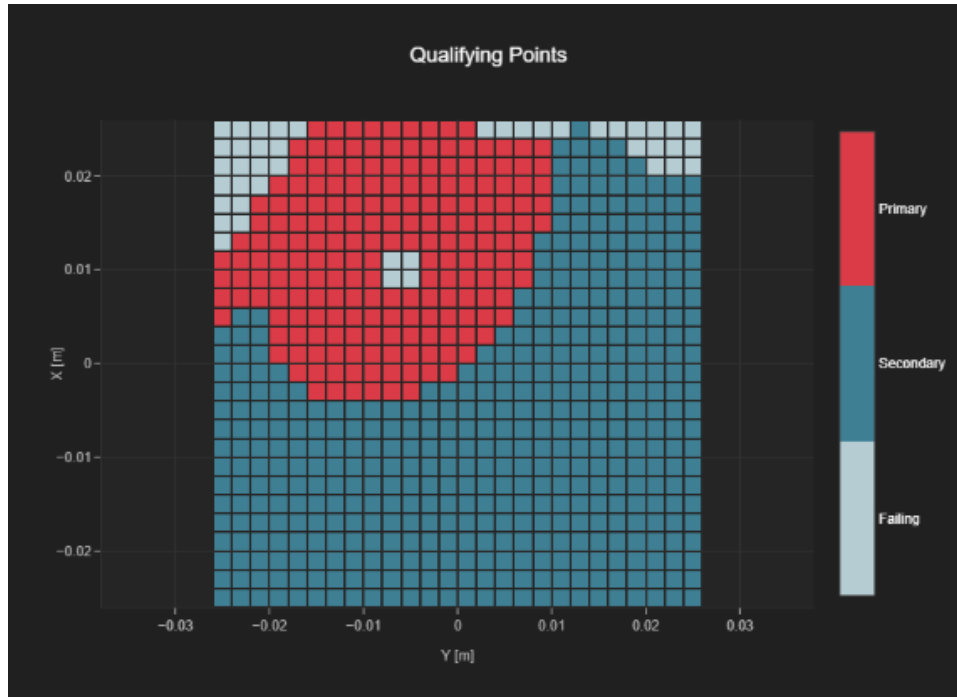 Qualifying Points
0.02
0.01
0
−0.01
−0.02
X [m]
−0.03
−0.02
−0.01
0
0.01
0.02
0.03
Y [m]
Primary
Secondary
Failing